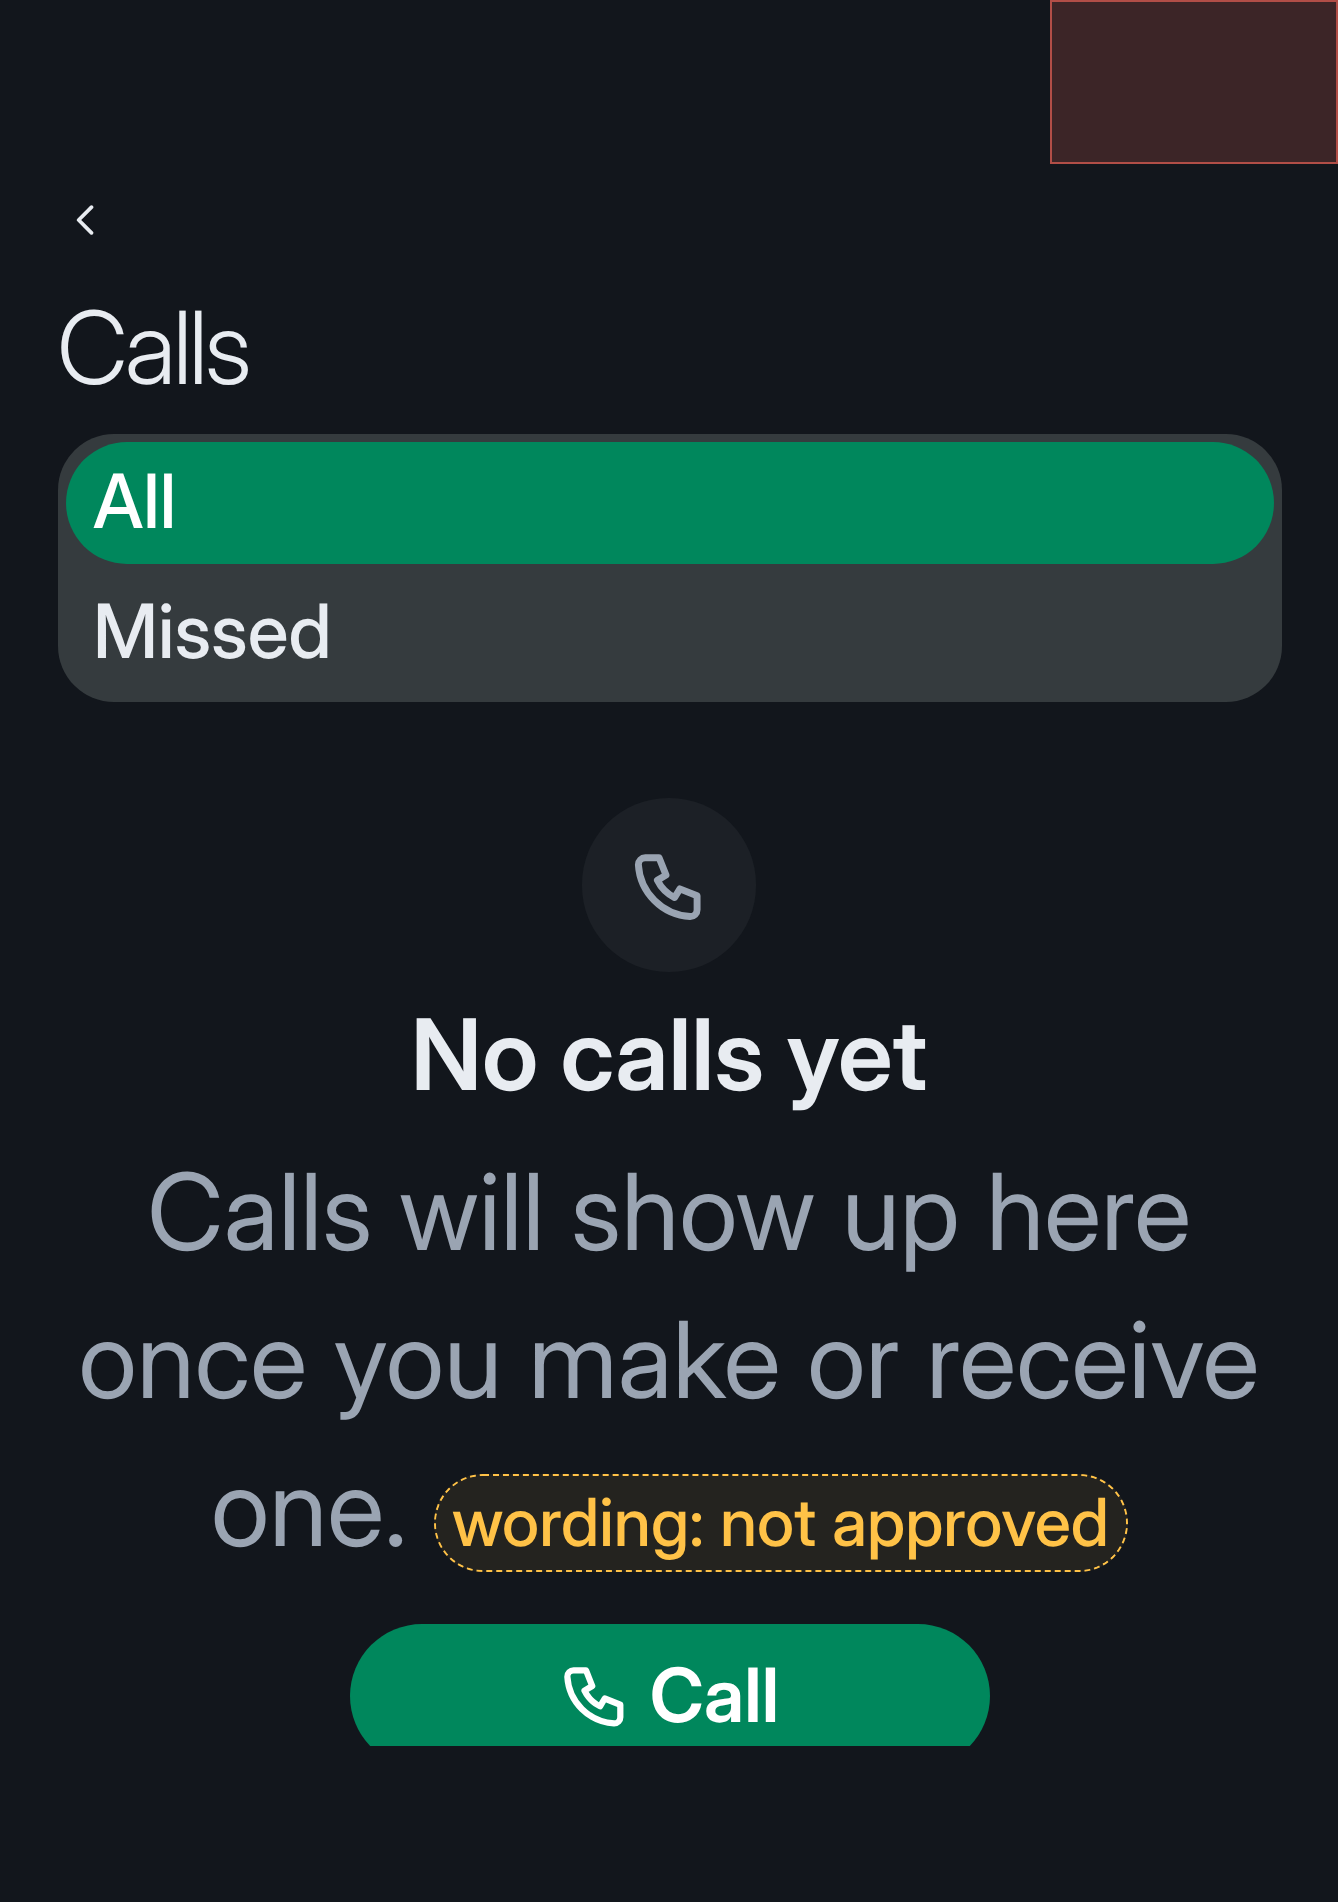 Calls
All
Missed
No calls yet
Calls will show up here
once you make or receive
one. wording: not approved
Call